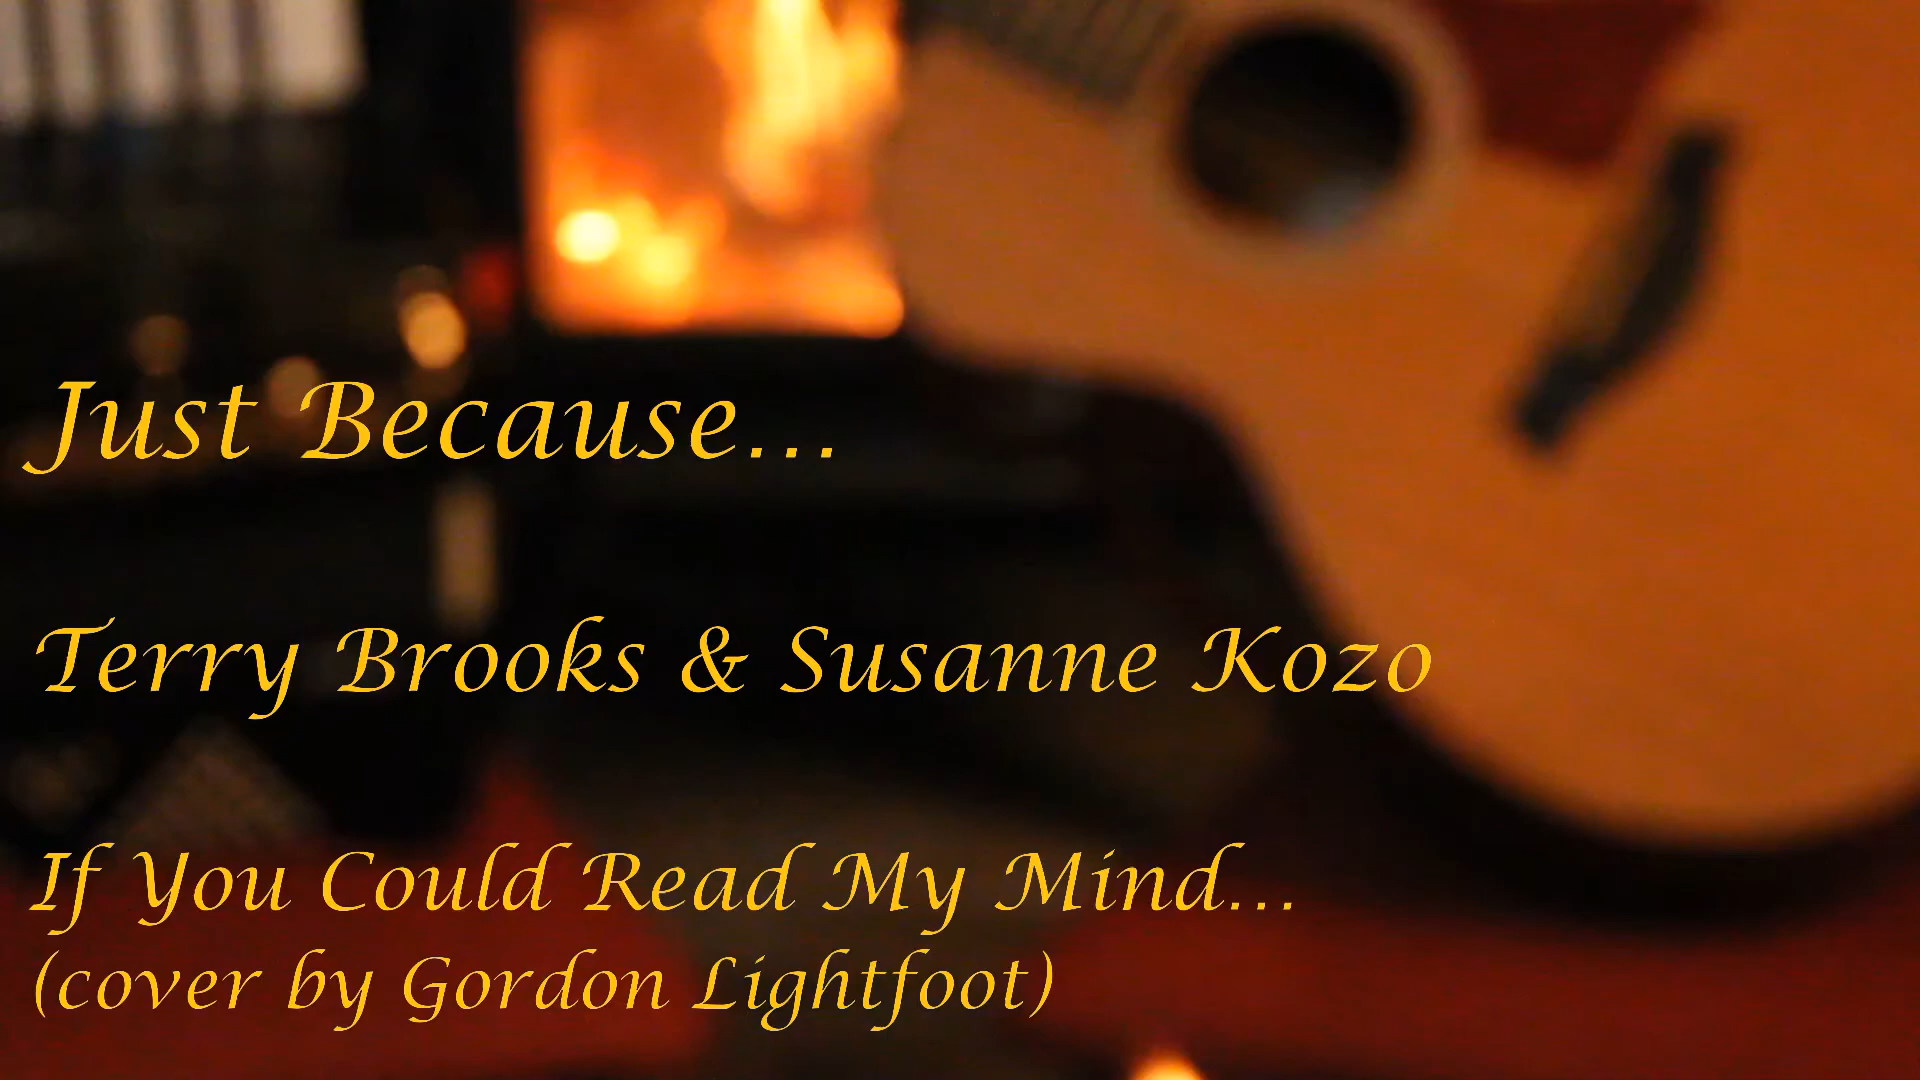 Just Because...
Terry Brooks & Susanne Kozo
If You Could Read My Mind...
(cover by Gordon Lightfoot)